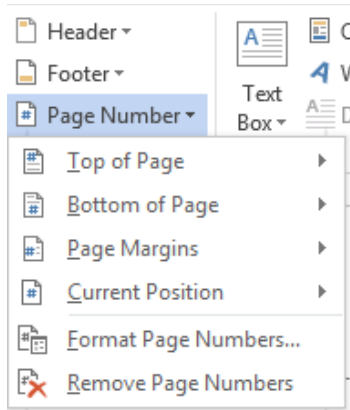 Header
Footer
Page Number
Text
Box
Top of Page
Bottom of Page
Page Margins
Current Position
Format Page Numbers...
Remove Page Numbers